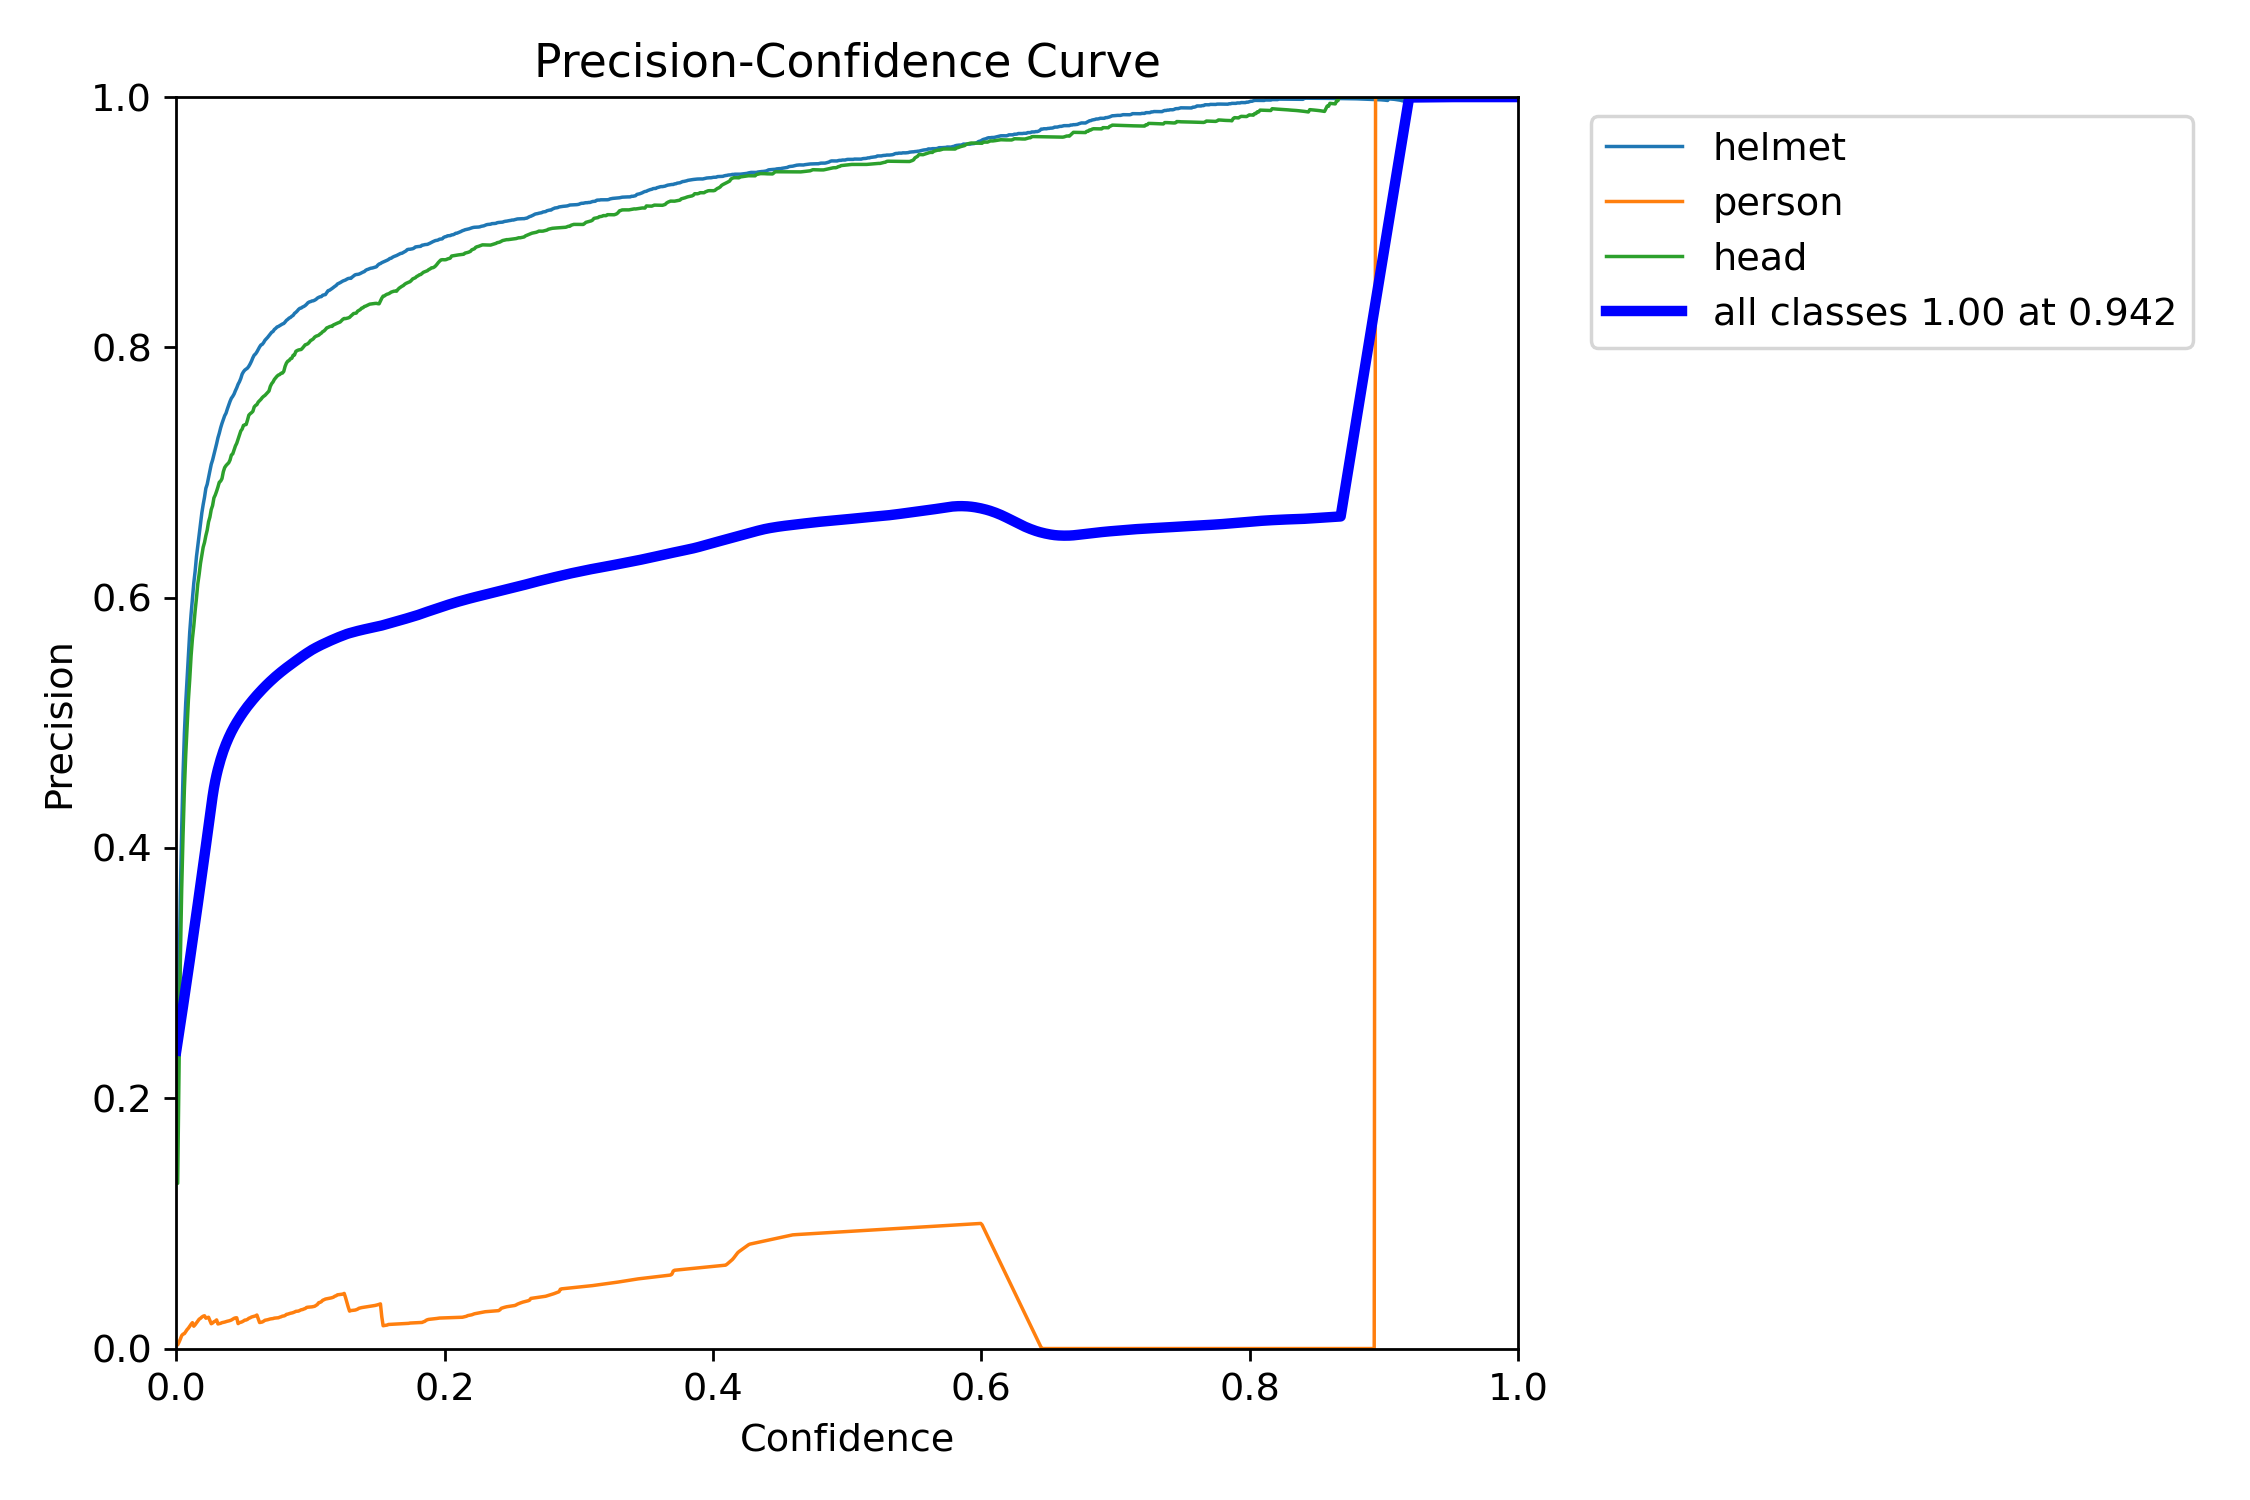 Precision-Confidence Curve
1.0
0.8
0.6
0.4
0.2
0.0
Precision
0.0 0.2 0.4 0.6 0.8 1.0
Confidence
helmet
person
head
all classes 1.00 at 0.942